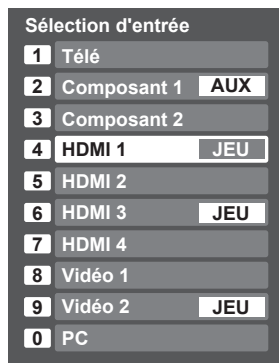 Sélection d'entrée
1 Télé
2 Composant 1 AUX
3 Composant 2
4 HDMI 1 JEU
5 HDMI 2
6 HDMI 3 JEU
7 HDMI 4
8 Vidéo 1
9 Vidéo 2 JEU
0 PC